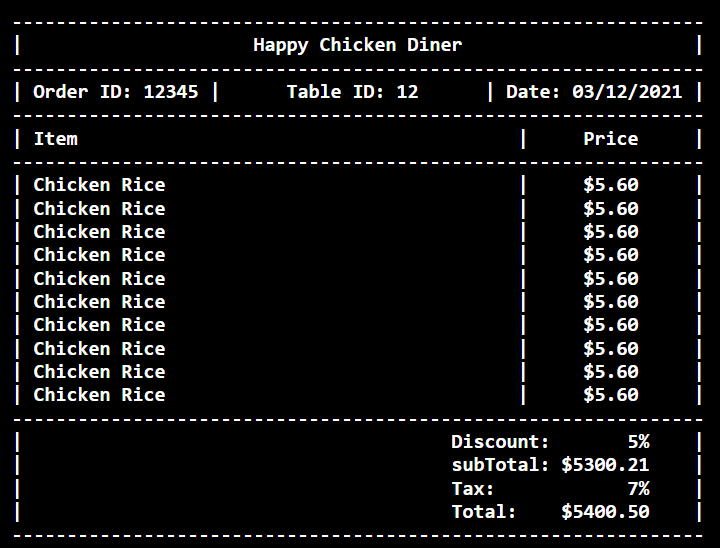 Happy Chicken Diner
| Order ID: 12345 | Table ID: 12 | Date: 03/12/2021 |
| Item | Price |
| Chicken Rice | $5.60 |
| Chicken Rice | $5.60 |
| Chicken Rice | $5.60 |
| Chicken Rice | $5.60 |
| Chicken Rice | $5.60 |
| Chicken Rice | $5.60 |
| Chicken Rice | $5.60 |
| Chicken Rice | $5.60 |
| Chicken Rice | $5.60 |
| Chicken Rice | $5.60 |
Discount: 5%
subTotal: $5300.21
Tax: 7%
Total: $5400.50